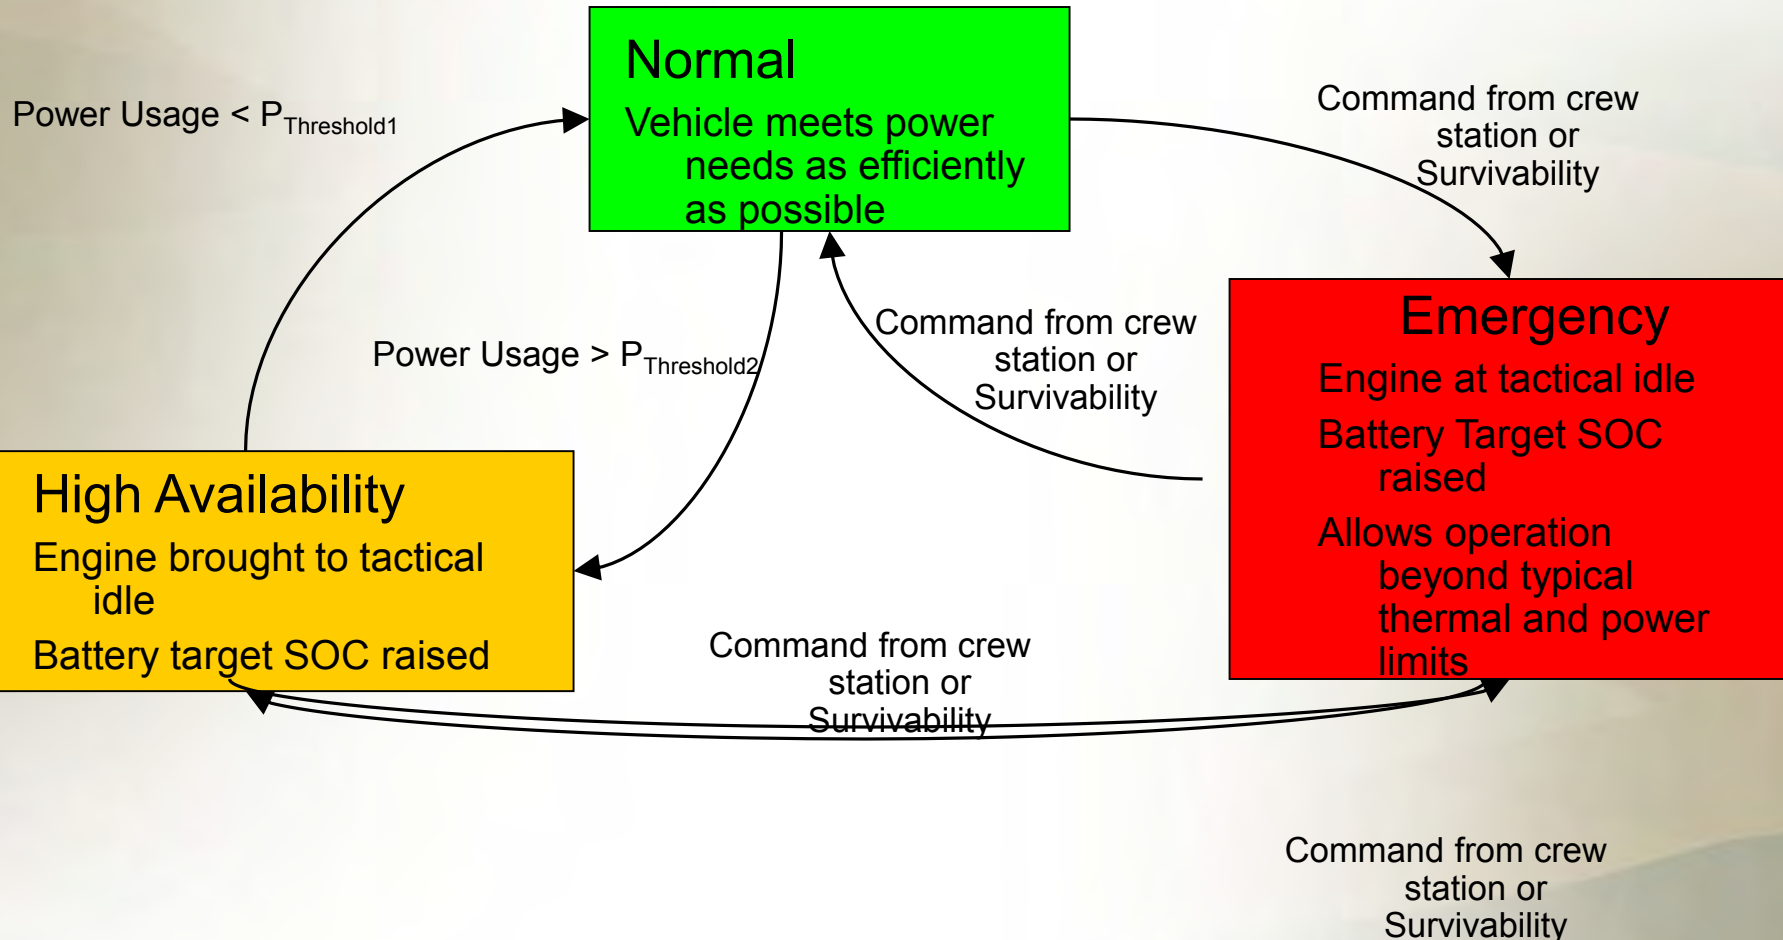 Normal
Vehicle meets power
needs as efficiently
as possible
Power Usage < P_Threshold1
Command from crew
station or
Survivability
Power Usage > P_Threshold2
Command from crew
station or
Survivability
Emergency
Engine at tactical idle
Battery Target SOC
raised
Allows operation
beyond typical
thermal and power
limits
High Availability
Engine brought to tactical
idle
Battery target SOC raised
Command from crew
station or
Survivability
Command from crew
station or
Survivability